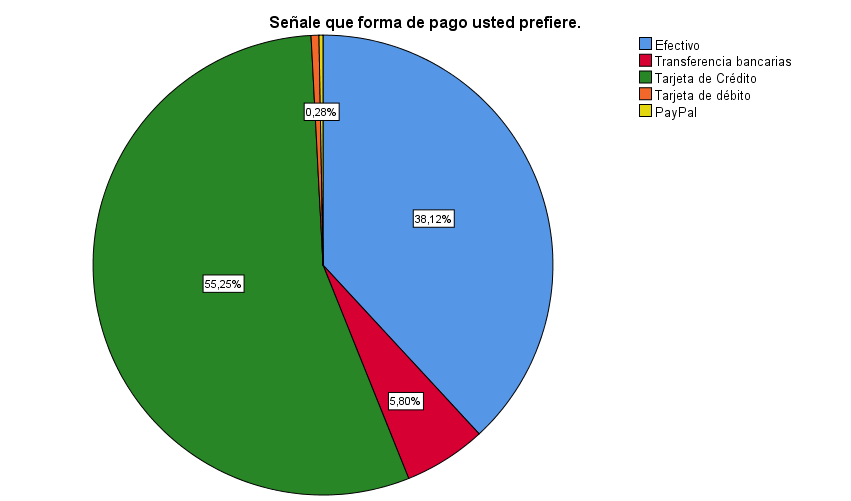 Señale que forma de pago usted prefiere.
Efectivo
Transferencia bancarias
Tarjeta de Crédito
Tarjeta de débito
PayPal
0,28%
38,12%
55,25%
5,80%